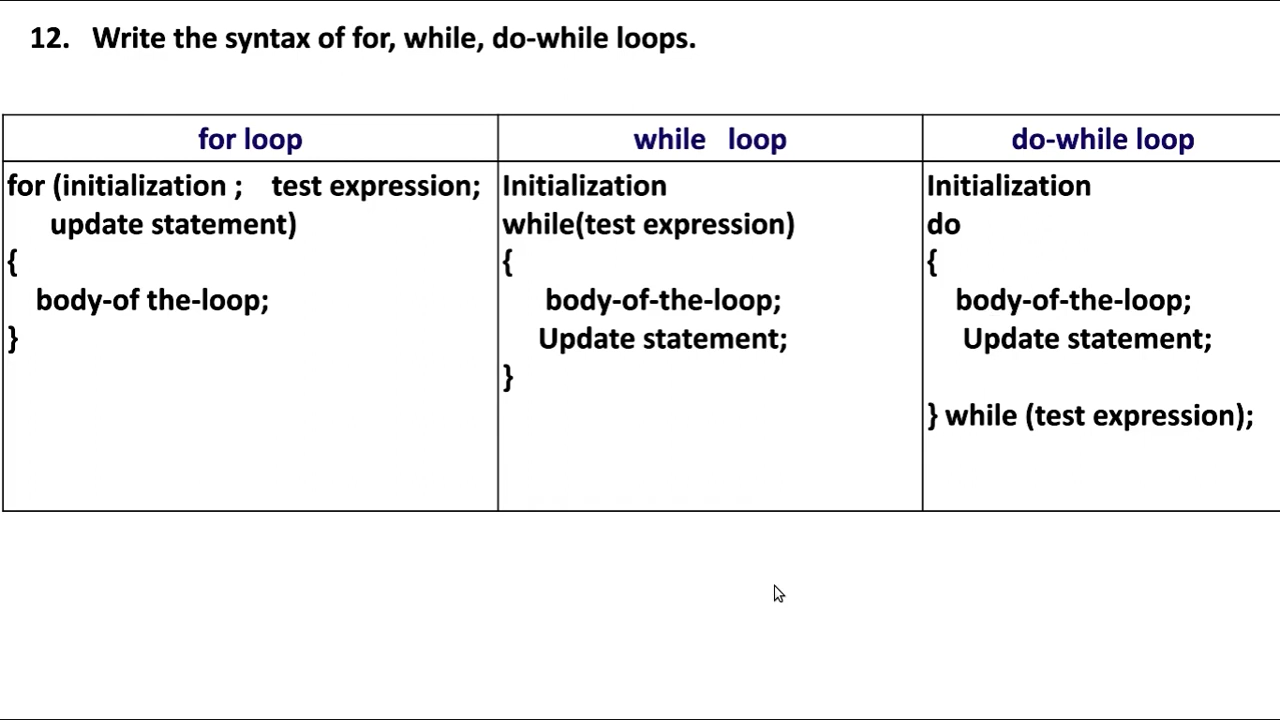 12. Write the syntax of for, while, do-while loops.
for loop
while loop
do-while loop
for (initialization ; test expression;
update statement)
{
body-of the-loop;
}
Initialization
while(test expression)
{
body-of-the-loop;
Update statement;
}
Initialization
do
{
body-of-the-loop;
Update statement;
} while (test expression);